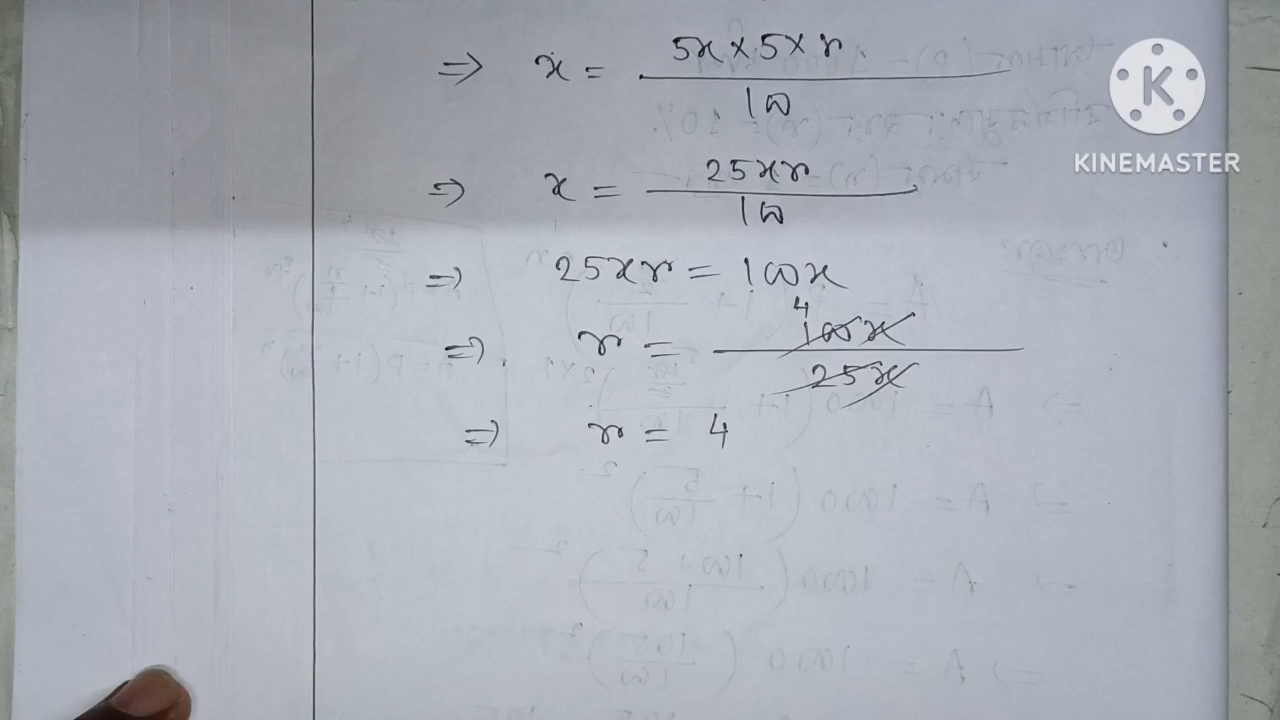 ⇒ x = 5x × 5 × r / 100
K
KINEMASTER
⇒ x = 25xr / 100
⇒ 25xr = 100x
⇒ r = 100x / 25x 4
⇒ r = 4